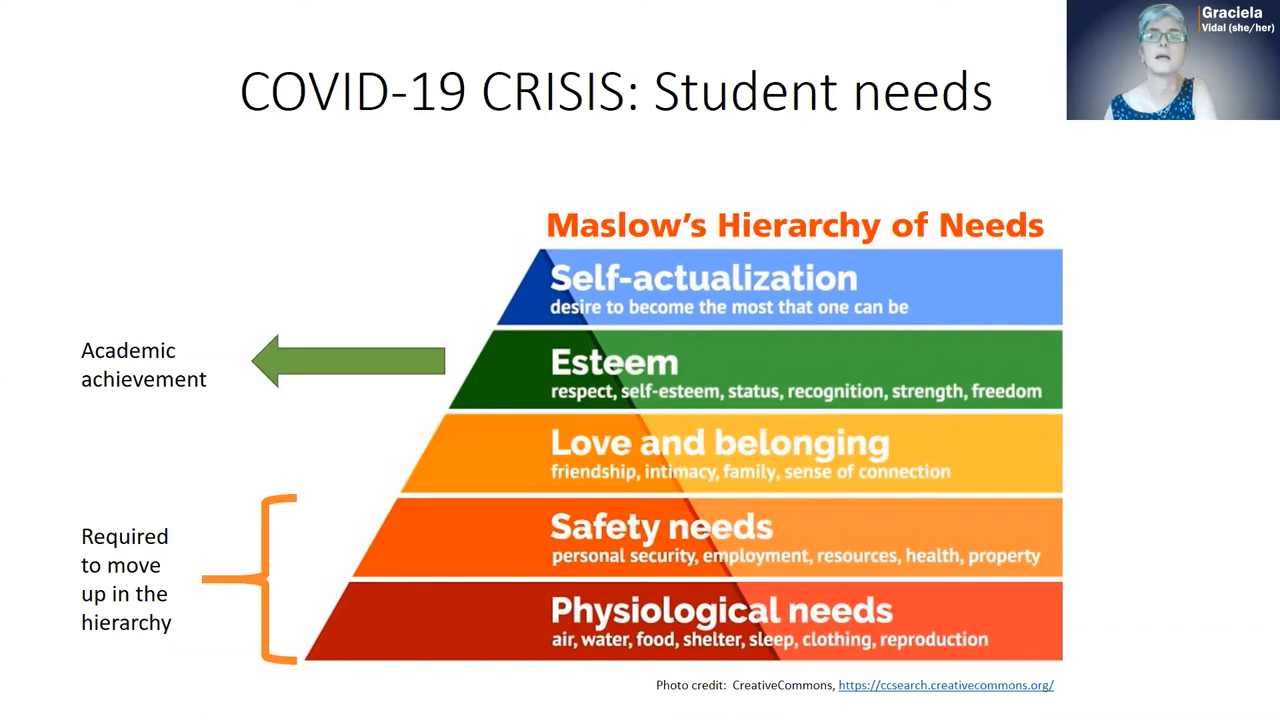 Graciela
Vidal (she/her)
COVID-19 CRISIS: Student needs
Maslow's Hierarchy of Needs
Self-actualization
desire to become the most that one can be
Academic
achievement
Esteem
respect, self-esteem, status, recognition, strength, freedom
Love and belonging
friendship, intimacy, family, sense of connection
Required
to move
up in the
hierarchy
Safety needs
personal security, employment, resources, health, property
Physiological needs
air, water, food, shelter, sleep, clothing, reproduction
Photo credit: CreativeCommons, https://ccsearch.creativecommons.org/